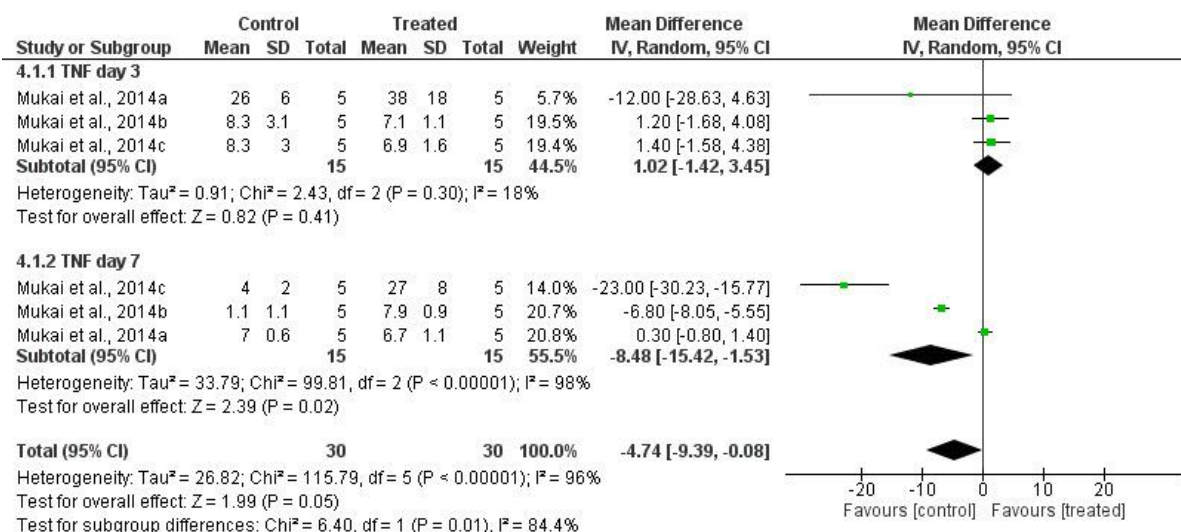 Control Treated Mean Difference Mean Difference
Study or Subgroup Mean SD Total Mean SD Total Weight IV, Random, 95% CI IV, Random, 95% CI
4.1.1 TNF day 3
Mukai et al., 2014a 26 6 5 38 18 5 5.7% -12.00 [-28.63, 4.63]
Mukai et al., 2014b 8.3 3.1 5 7.1 1.1 5 19.5% 1.20 [-1.68, 4.08]
Mukai et al., 2014c 8.3 3 5 6.9 1.6 5 19.4% 1.40 [-1.58, 4.38]
Subtotal (95% CI) 15 15 44.5% 1.02 [-1.42, 3.45]
Heterogeneity: Tau² = 0.91; Chi² = 2.43, df = 2 (P = 0.30); I² = 18%
Test for overall effect: Z = 0.82 (P = 0.41)
4.1.2 TNF day 7
Mukai et al., 2014c 4 2 5 27 8 5 14.0% -23.00 [-30.23, -15.77]
Mukai et al., 2014b 1.1 1.1 5 7.9 0.9 5 20.7% -6.80 [-8.05, -5.55]
Mukai et al., 2014a 7 0.6 5 6.7 1.1 5 20.8% 0.30 [-0.80, 1.40]
Subtotal (95% CI) 15 15 55.5% -8.48 [-15.42, -1.53]
Heterogeneity: Tau² = 33.79; Chi² = 99.81, df = 2 (P < 0.00001); I² = 98%
Test for overall effect: Z = 2.39 (P = 0.02)
Total (95% CI) 30 30 100.0% -4.74 [-9.39, -0.08]
Heterogeneity: Tau² = 26.82; Chi² = 115.79, df = 5 (P < 0.00001); I² = 96%
Test for overall effect: Z = 1.99 (P = 0.05)
Test for subgroup differences: Chi² = 6.40, df = 1 (P = 0.01), I² = 84.4%
-20 -10 0 10 20
Favours [control] Favours [treated]